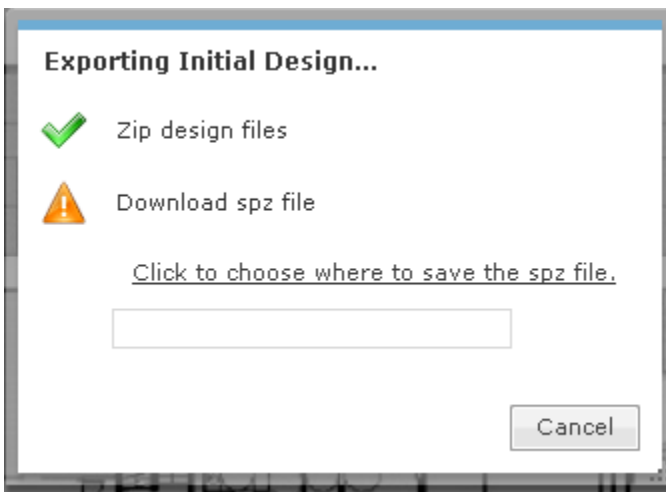 Exporting Initial Design...
Zip design files
Download spz file
Click to choose where to save the spz file.
Cancel